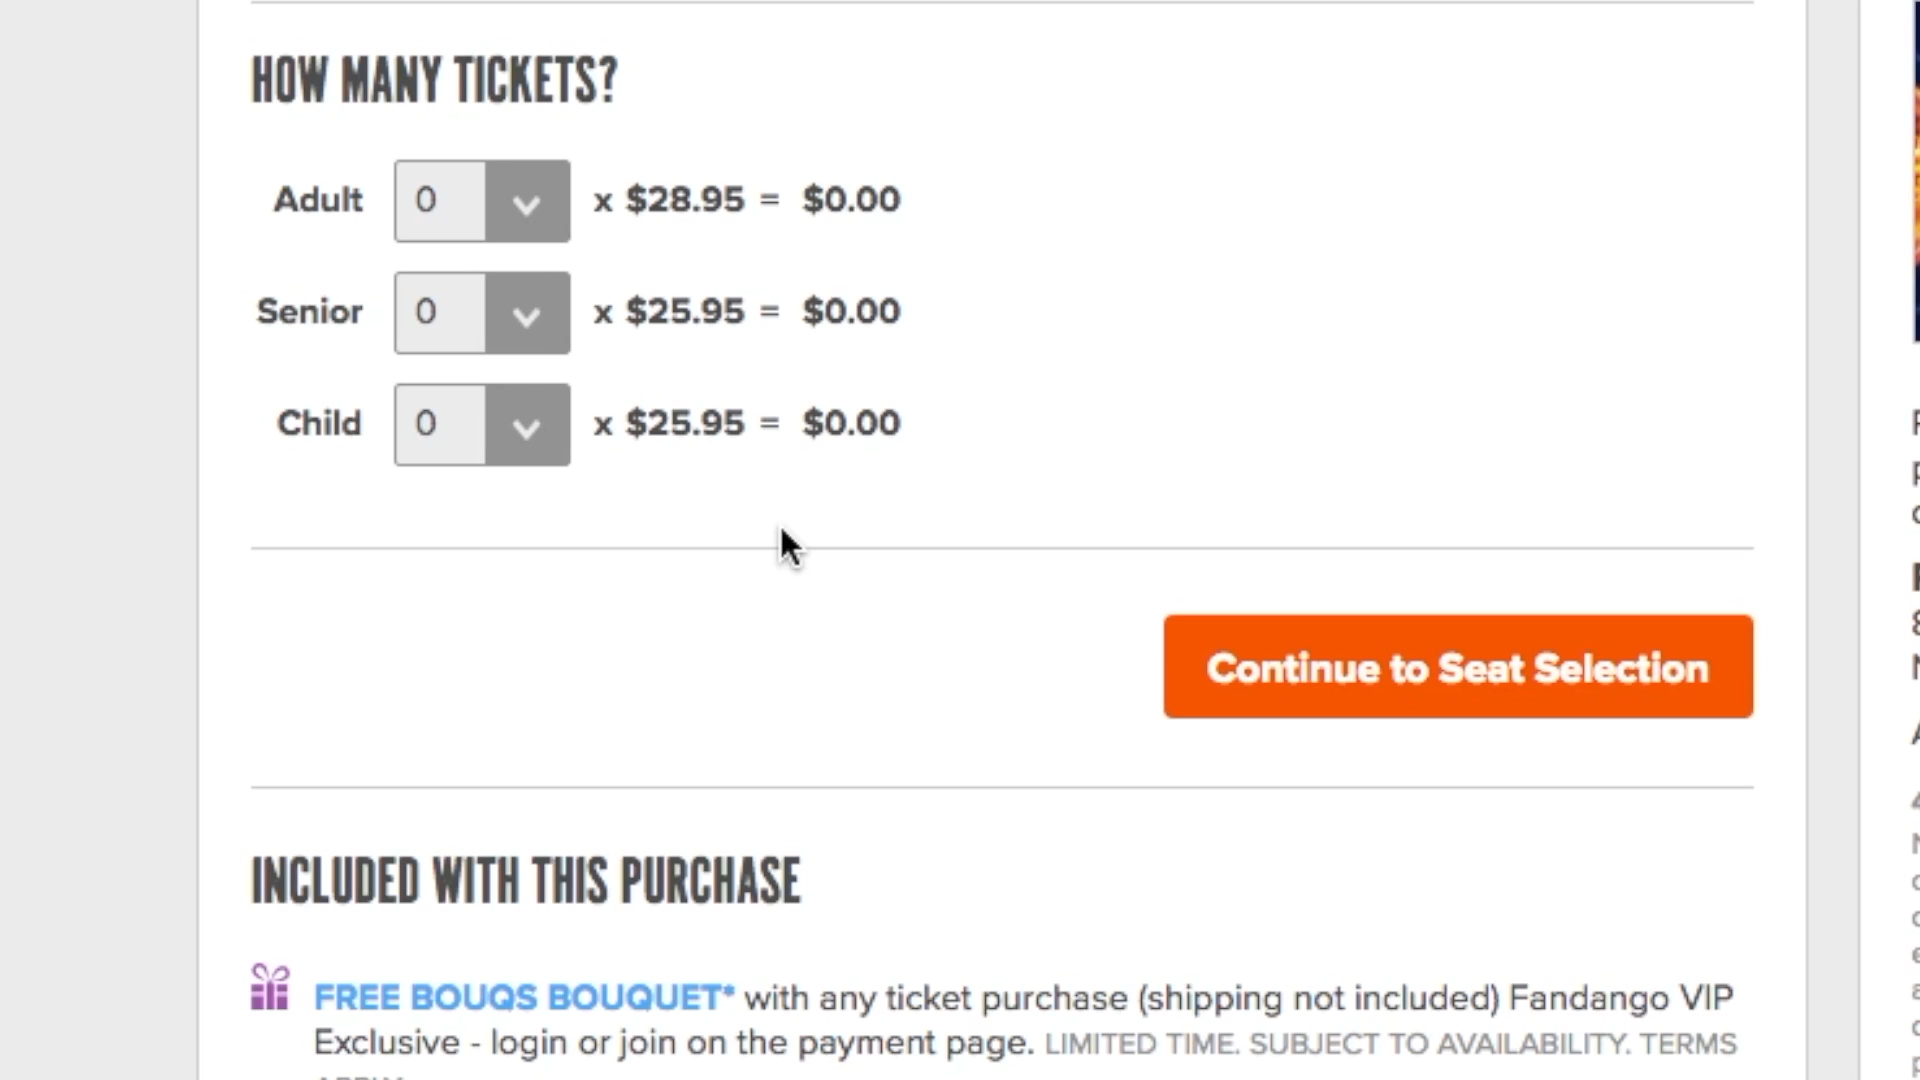 HOW MANY TICKETS?
Adult 0 x $28.95 = $0.00
Senior 0 x $25.95 = $0.00
Child 0 x $25.95 = $0.00
Continue to Seat Selection
INCLUDED WITH THIS PURCHASE
FREE BOUQS BOUQUET* with any ticket purchase (shipping not included) Fandango VIP
Exclusive - login or join on the payment page. LIMITED TIME. SUBJECT TO AVAILABILITY. TERMS